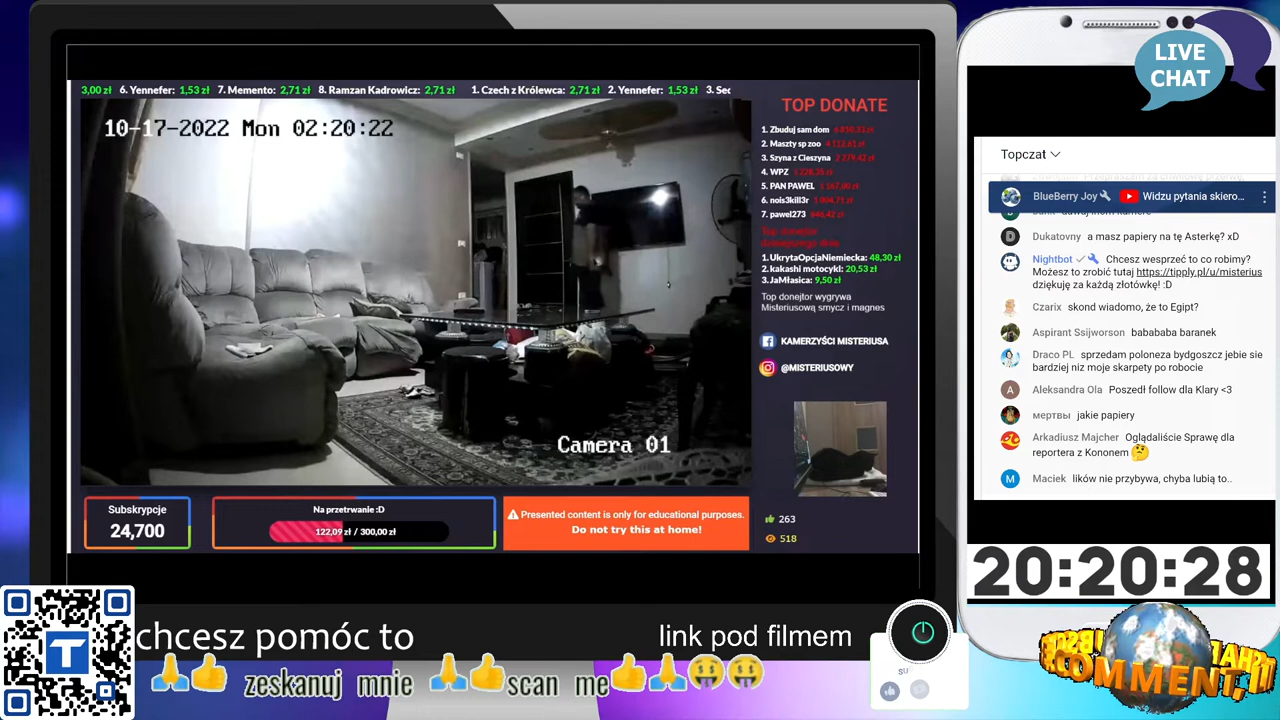 3,00 zł 6. Yennefer: 1,53 zł 7. Memento: 2,71 zł 8. Ramzan Kadrowicz: 2,71 zł 1. Czech z Królewca: 2,71 zł 2. Yennefer: 1,53 zł 3. Sec
10-17-2022 Mon 02:20:22
Camera 01
TOP DONATE
1. Zbuduj sam dom
2. Maszty sp zoo
3. Szyna z Cieszyna
4. WPZ
5. PAN PAWEL
6. nois3kill3r
7. pawel273
Top donejtor
1.UkrytaOpcjaNiemiecka: 48,30 zł
2. kakashi motocykl: 20,53 zł
3.JaMłasica: 9,50 zł
Top donejtor wygrywa
Misteriusową smycz i magnes
KAMERZYŚCI MISTERIUSA
@MISTERIUSOWY
263
518
Subskrypcje
24,700
Na przetrwanie :D
122,09 zł / 300,00 zł
Presented content is only for educational purposes.
Do not try this at home!
LIVE
CHAT
Topczat
BlueBerry Joy Widzu pytania skiero...
Dukatovny a masz papiery na tę Asterkę? xD
Nightbot Chcesz wesprzeć to co robimy?
Możesz to zrobić tutaj https://tipply.pl/u/misterius
dziękuję za każdą złotówkę! :D
Czarix skond wiadomo, że to Egipt?
Aspirant Ssijworson babababa baranek
Draco PL sprzedam poloneza bydgoszcz jebie sie
bardziej niz moje skarpety po robocie
Aleksandra Ola Poszedł follow dla Klary <3
мертвы jakie papiery
Arkadiusz Majcher Oglądaliście Sprawę dla
reportera z Kononem
Maciek lików nie przybywa, chyba lubią to..
20:20:28
chcesz pomóc to
link pod filmem
zeskanuj mnie scan me
SU
COMMENT,